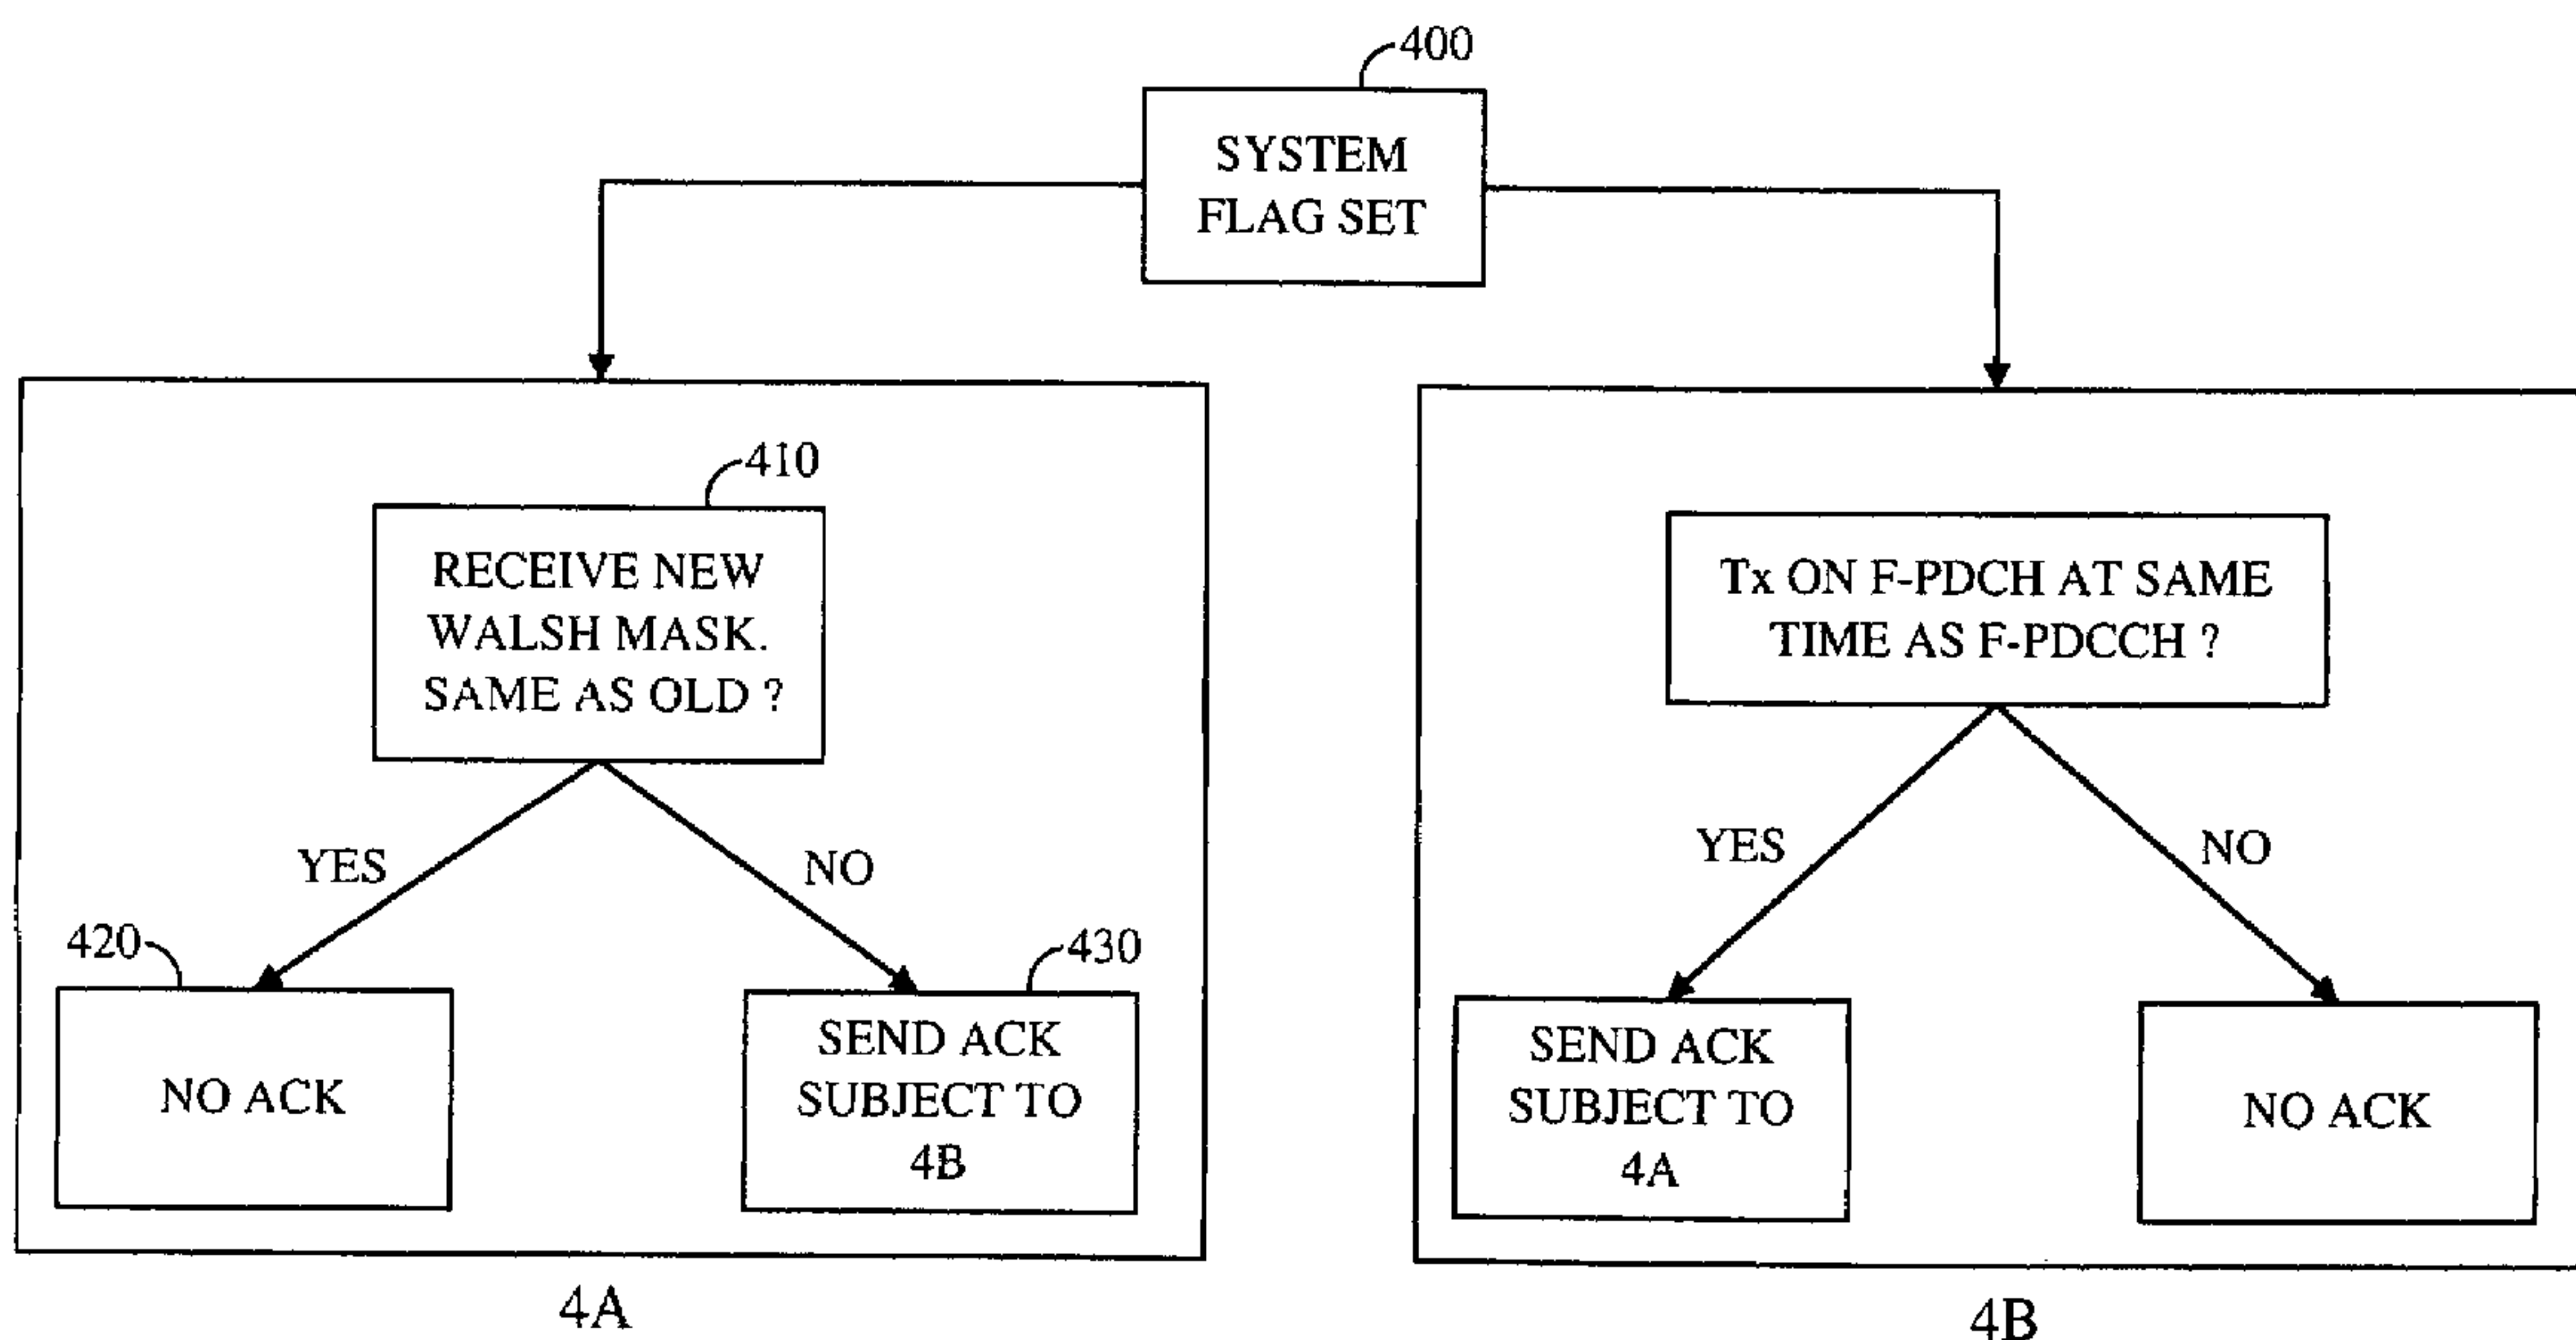 400
SYSTEM
FLAG SET
410
RECEIVE NEW
WALSH MASK.
SAME AS OLD ?
YES
NO
420
NO ACK
430
SEND ACK
SUBJECT TO
4B
4A
Tx ON F-PDCH AT SAME
TIME AS F-PDCCH ?
YES
NO
SEND ACK
SUBJECT TO
4A
NO ACK
4B